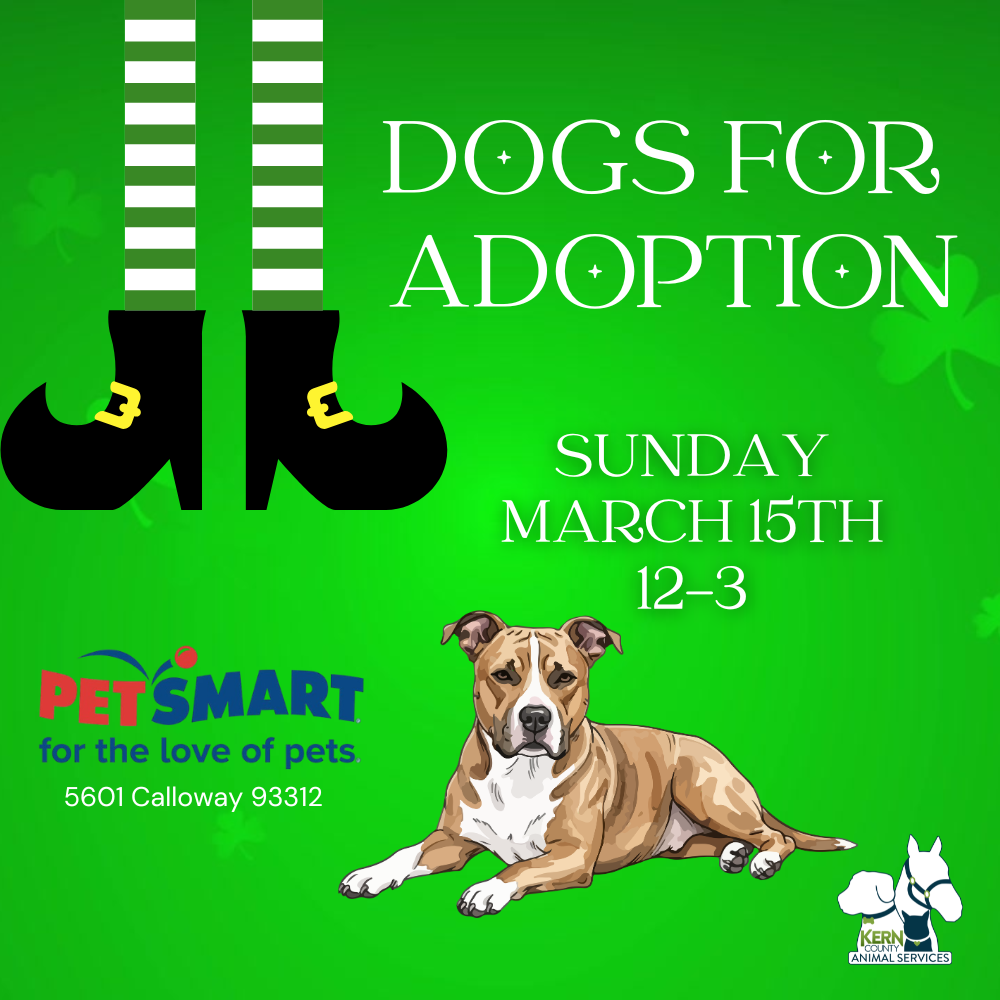 DOGS FOR
ADOPTION
SUNDAY
MARCH 15TH
12–3
PETSMART
for the love of pets.
5601 Calloway 93312
KERN
COUNTY
ANIMAL SERVICES